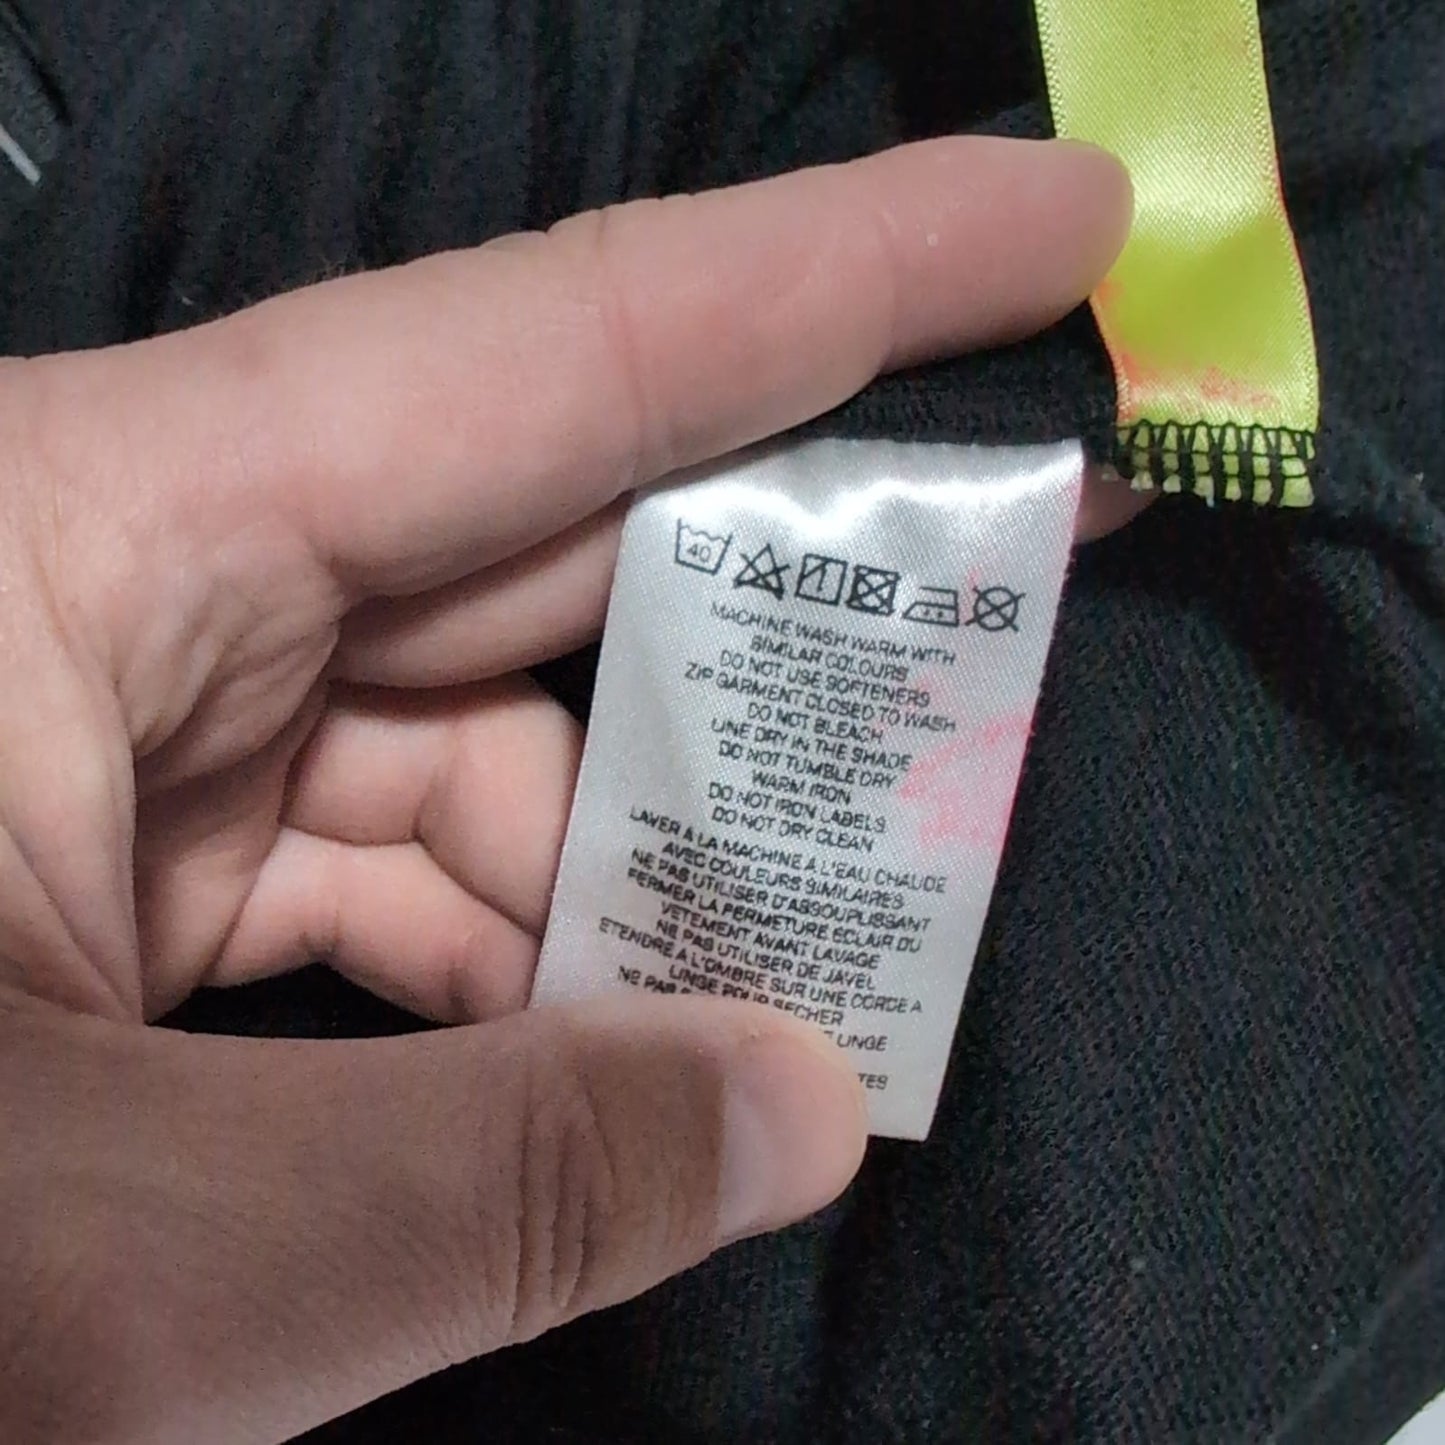 40
MACHINE WASH WARM WITH
SIMILAR COLOURS
DO NOT USE SOFTENERS
ZIP GARMENT CLOSED TO WASH
DO NOT BLEACH
LINE DRY IN THE SHADE
DO NOT TUMBLE DRY
WARM IRON
DO NOT IRON LABELS
DO NOT DRY CLEAN
LAVER À LA MACHINE A L'EAU CHAUDE
AVEC COULEURS SIMILAIRES
NE PAS UTILISER D'ASSOUPLISSANT
FERMER LA FERMETURE ECLAIR DU
VETEMENT AVANT LAVAGE
NE PAS UTILISER DE JAVEL
ETENDRE A L'OMBRE SUR UNE CORDE A
LINGE POUR SECHER
NE PAS
LINGE